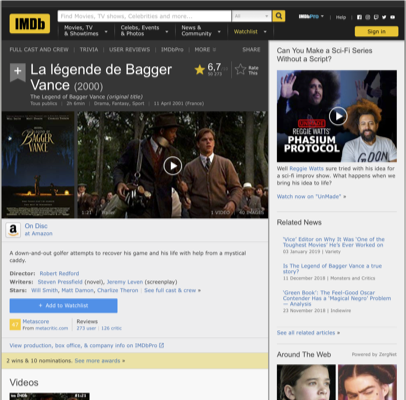 IMDb
Find Movies, TV shows, Celebrities and more...
All
IMDbPro
Help
Movies, TV & Showtimes
Celebs, Events & Photos
News & Community
Watchlist
Sign in
FULL CAST AND CREW | TRIVIA | USER REVIEWS | IMDbPro | MORE
SHARE
La légende de Bagger Vance (2000)
The Legend of Bagger Vance (original title)
Tous publics | 2h 6min | Drama, Fantasy, Sport | 11 April 2001 (France)
6,7
Rate This
BAGGER VANCE
1 VIDEO
On Disc
at Amazon
A down-and-out golfer attempts to recover his game and his life with help from a mystical
caddy.
Director: Robert Redford
Writers: Steven Pressfield (novel), Jeremy Leven (screenplay)
Stars: Will Smith, Matt Damon, Charlize Theron | See full cast & crew »
+ Add to Watchlist
Metascore
From metacritic.com
Reviews
273 user | 126 critic
View production, box office, & company info on IMDbPro
2 wins & 10 nominations. See more awards »
Videos
Can You Make a Sci-Fi Series
Without a Script?
REGGIE WATTS'
PHASIUM
PROTOCOL
Well Reggie Watts sure tried with his idea for
a sci-fi improv show. What happens when we
bring his idea to life?
Watch now on "UnMade" »
Related News
'Vice' Editor on Why It Was 'One of the
Toughest Movies' He's Ever Worked on
03 January 2019 | Variety
Is The Legend of Bagger Vance a true
story?
11 December 2018 | Monsters and Critics
'Green Book': The Feel-Good Oscar
Contender Has a 'Magical Negro' Problem
— Analysis
23 November 2018 | Indiewire
See all related articles »
Around The Web
Powered by ZergNet